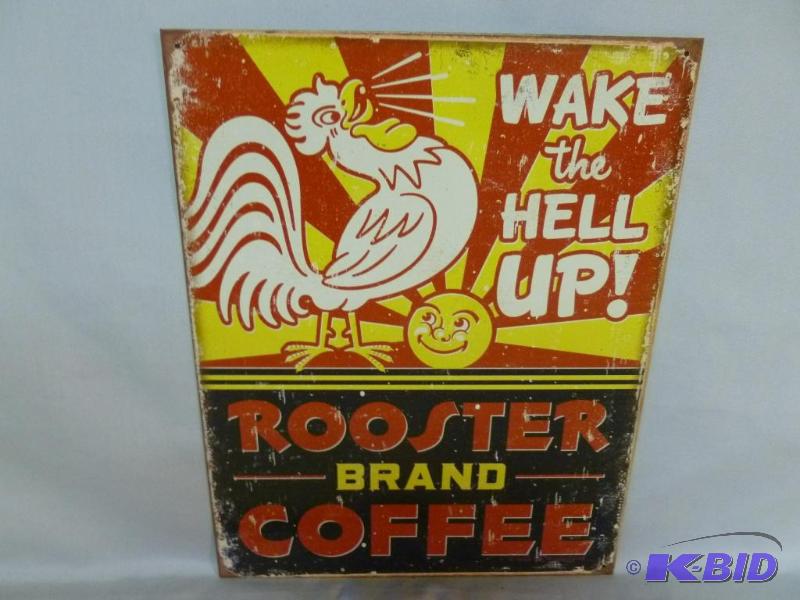 WAKE
the
HELL
UP!
ROOSTER
BRAND
COFFEE
© K-BID